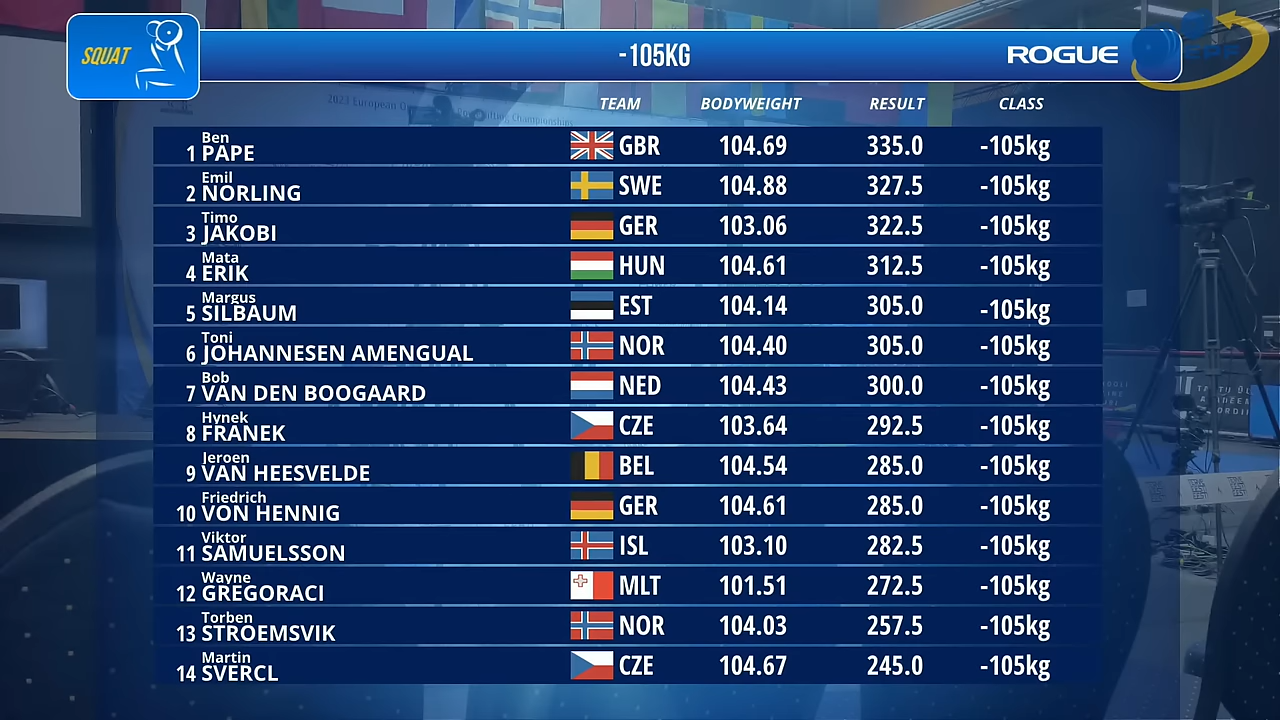 SQUAT
-105KG
ROGUE
EPF
TEAM BODYWEIGHT RESULT CLASS
Ben
1 PAPE GBR 104.69 335.0 -105kg
Emil
2 NORLING SWE 104.88 327.5 -105kg
Timo
3 JAKOBI GER 103.06 322.5 -105kg
Mata
4 ERIK HUN 104.61 312.5 -105kg
Margus
5 SILBAUM EST 104.14 305.0 -105kg
Toni
6 JOHANNESEN AMENGUAL NOR 104.40 305.0 -105kg
Bob
7 VAN DEN BOOGAARD NED 104.43 300.0 -105kg
Hynek
8 FRANEK CZE 103.64 292.5 -105kg
Jeroen
9 VAN HEESVELDE BEL 104.54 285.0 -105kg
Friedrich
10 VON HENNIG GER 104.61 285.0 -105kg
Viktor
11 SAMUELSSON ISL 103.10 282.5 -105kg
Wayne
12 GREGORACI MLT 101.51 272.5 -105kg
Torben
13 STROEMSVIK NOR 104.03 257.5 -105kg
Martin
14 SVERCL CZE 104.67 245.0 -105kg